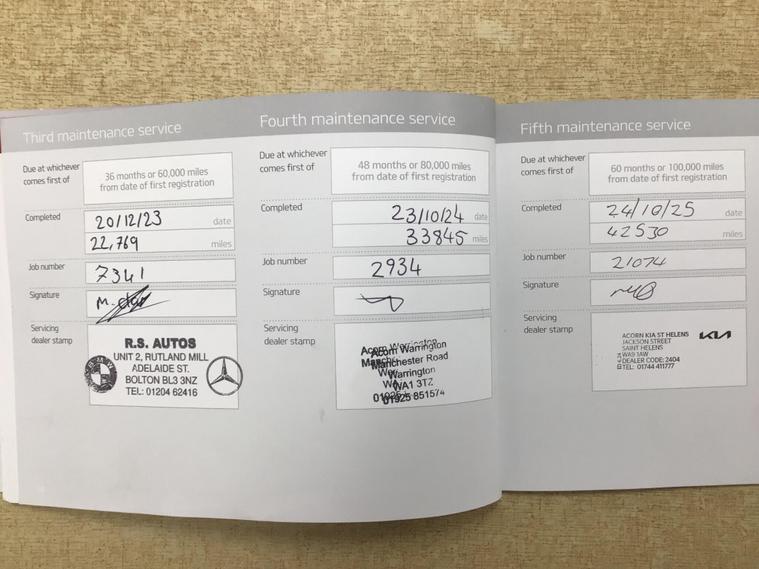 Third maintenance service
Due at whichever
comes first of
36 months or 60,000 miles
from date of first registration
Completed
20/12/23 date
22,769 miles
Job number
7341
Signature
Servicing
dealer stamp
R.S. AUTOS
UNIT 2, RUTLAND MILL
ADELAIDE ST.
BOLTON BL3 3NZ
TEL: 01204 62416
Fourth maintenance service
Due at whichever
comes first of
48 months or 80,000 miles
from date of first registration
Completed
23/10/24 date
33845 miles
Job number
2934
Signature
Servicing
dealer stamp
Acorn Warrington
Manchester Road
Warrington
WA1 3TZ
01925 851574
Fifth maintenance service
Due at whichever
comes first of
60 months or 100,000 miles
from date of first registration
Completed
24/10/25 date
42530 miles
Job number
21074
Signature
Servicing
dealer stamp
ACORN KIA ST HELENS
JACKSON STREET
SAINT HELENS
WA9 3AW
DEALER CODE: 2404
TEL: 01744 411777
KIA